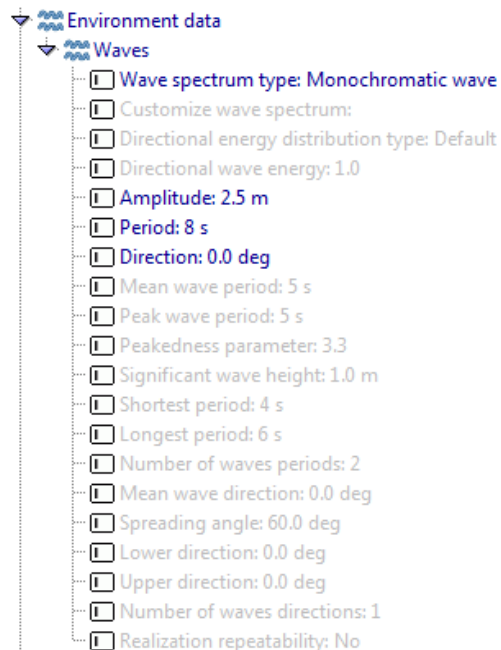 Environment data
Waves
Wave spectrum type: Monochromatic wave
Customize wave spectrum:
Directional energy distribution type: Default
Directional wave energy: 1.0
Amplitude: 2.5 m
Period: 8 s
Direction: 0.0 deg
Mean wave period: 5 s
Peak wave period: 5 s
Peakedness parameter: 3.3
Significant wave height: 1.0 m
Shortest period: 4 s
Longest period: 6 s
Number of waves periods: 2
Mean wave direction: 0.0 deg
Spreading angle: 60.0 deg
Lower direction: 0.0 deg
Upper direction: 0.0 deg
Number of waves directions: 1
Realization repeatability: No